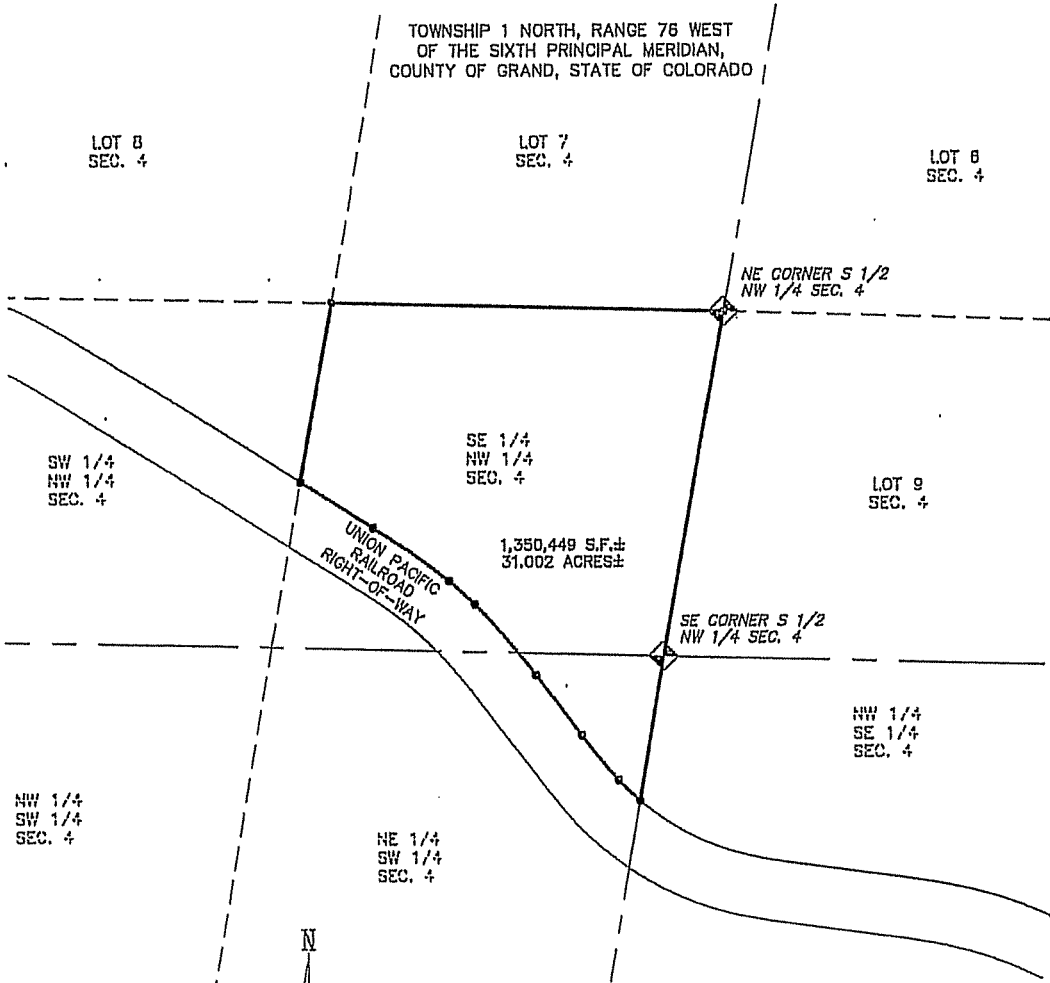 TOWNSHIP 1 NORTH, RANGE 76 WEST
OF THE SIXTH PRINCIPAL MERIDIAN,
COUNTY OF GRAND, STATE OF COLORADO
LOT 8
SEC. 4
LOT 7
SEC. 4
LOT 6
SEC. 4
NE CORNER S 1/2
NW 1/4 SEC. 4
SW 1/4
NW 1/4
SEC. 4
SE 1/4
NW 1/4
SEC. 4
LOT 9
SEC. 4
UNION PACIFIC
RAILROAD
RIGHT-OF-WAY
1,350,449 S.F.±
31.002 ACRES±
SE CORNER S 1/2
NW 1/4 SEC. 4
NW 1/4
SE 1/4
SEC. 4
NW 1/4
SW 1/4
SEC. 4
NE 1/4
SW 1/4
SEC. 4
N